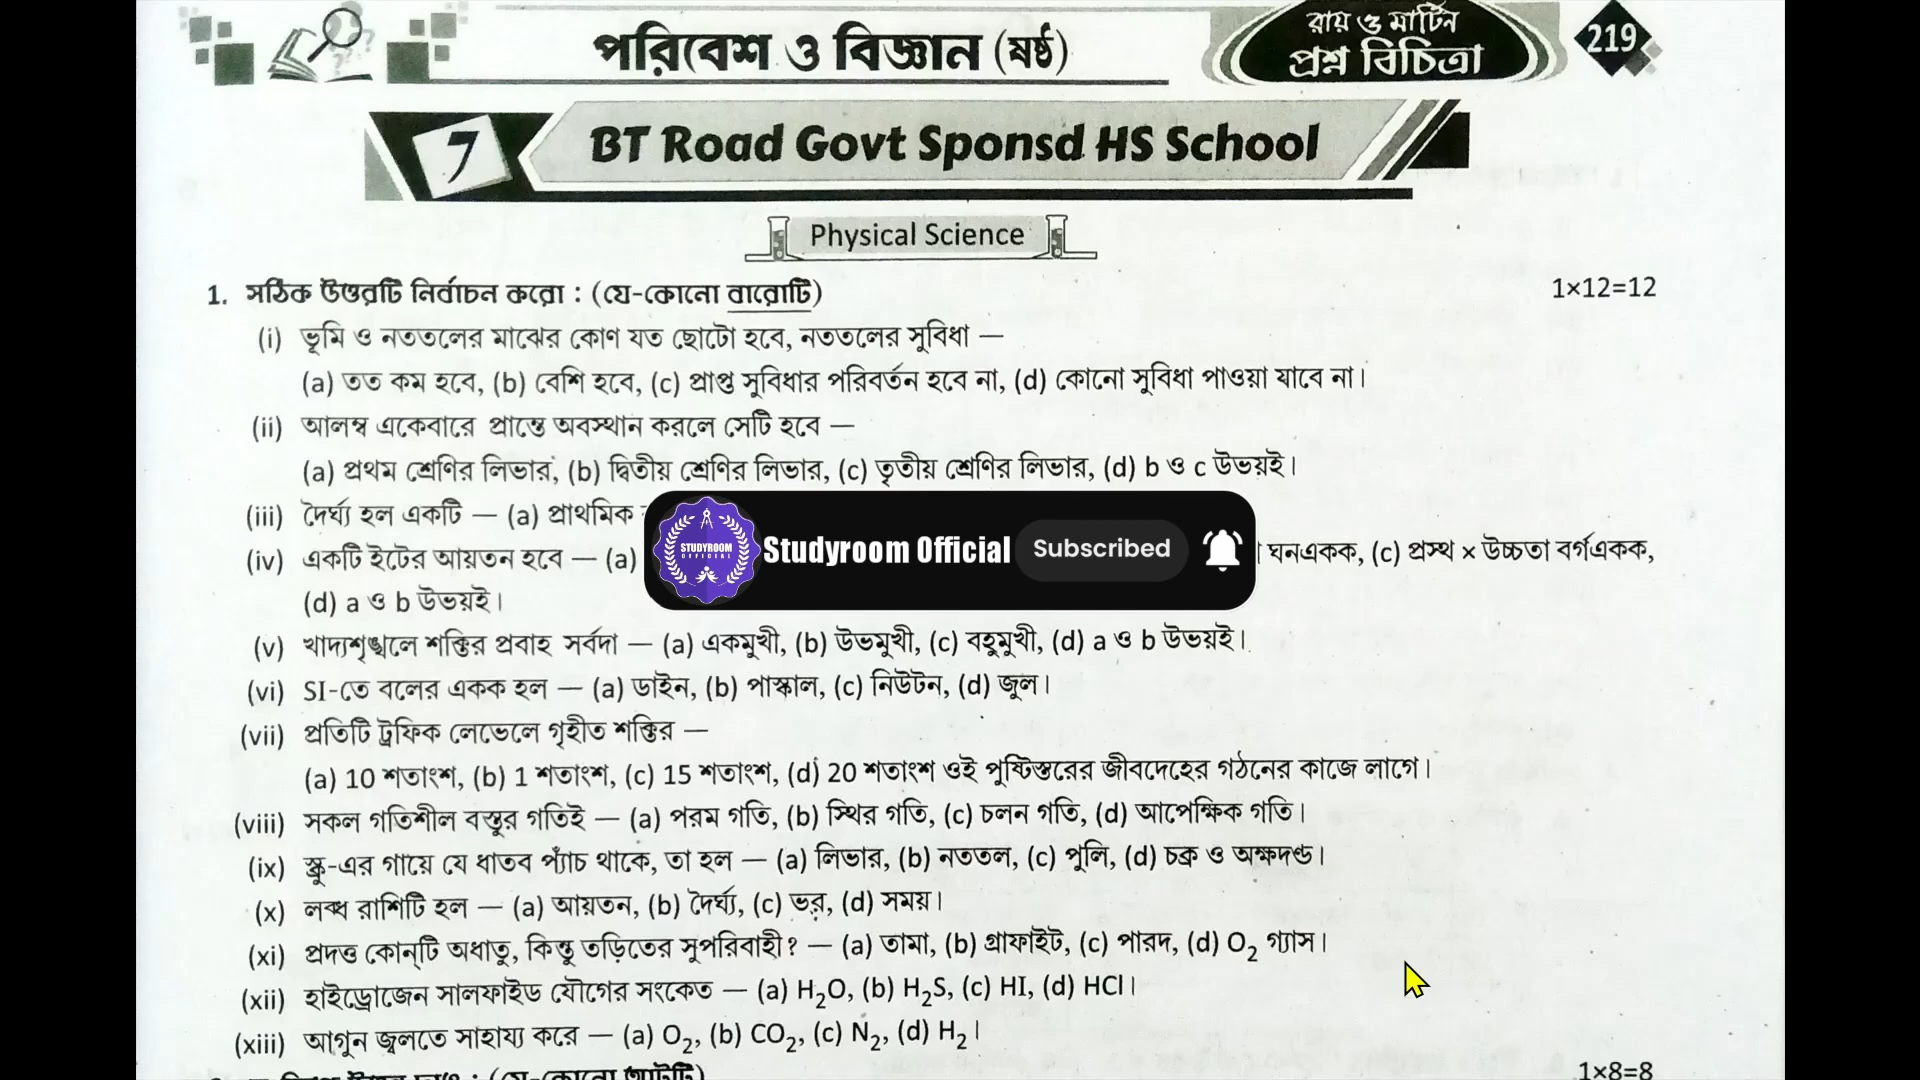 পরিবেশ ও বিজ্ঞান (ষষ্ঠ)
রায় ও মার্টিন
প্রশ্ন বিচিত্রা
219
7
BT Road Govt Sponsd HS School
Physical Science
1. সঠিক উত্তরটি নির্বাচন করো : (যে-কোনো বারোটি) 1×12=12
(i) ভূমি ও নততলের মাঝের কোণ যত ছোটো হবে, নততলের সুবিধা —
(a) তত কম হবে, (b) বেশি হবে, (c) প্রাপ্ত সুবিধার পরিবর্তন হবে না, (d) কোনো সুবিধা পাওয়া যাবে না।
(ii) আলম্ব একেবারে প্রান্তে অবস্থান করলে সেটি হবে —
(a) প্রথম শ্রেণির লিভার, (b) দ্বিতীয় শ্রেণির লিভার, (c) তৃতীয় শ্রেণির লিভার, (d) b ও c উভয়ই।
(iii) দৈর্ঘ্য হল একটি — (a) প্রাথমিক
(iv) একটি ইটের আয়তন হবে — (a) ঘনএকক, (c) প্রস্থ × উচ্চতা বর্গএকক,
STUDYROOM
OFFICIAL
Studyroom Official
Subscribed
(d) a ও b উভয়ই।
(v) খাদ্যশৃঙ্খলে শক্তির প্রবাহ সর্বদা — (a) একমুখী, (b) উভমুখী, (c) বহুমুখী, (d) a ও b উভয়ই।
(vi) SI-তে বলের একক হল — (a) ডাইন, (b) পাস্কাল, (c) নিউটন, (d) জুল।
(vii) প্রতিটি ট্রফিক লেভেলে গৃহীত শক্তির —
(a) 10 শতাংশ, (b) 1 শতাংশ, (c) 15 শতাংশ, (d) 20 শতাংশ ওই পুষ্টিস্তরের জীবদেহের গঠনের কাজে লাগে।
(viii) সকল গতিশীল বস্তুর গতিই — (a) পরম গতি, (b) স্থির গতি, (c) চলন গতি, (d) আপেক্ষিক গতি।
(ix) স্ক্রু-এর গায়ে যে ধাতব প্যাঁচ থাকে, তা হল — (a) লিভার, (b) নততল, (c) পুলি, (d) চক্র ও অক্ষদণ্ড।
(x) লব্ধ রাশিটি হল — (a) আয়তন, (b) দৈর্ঘ্য, (c) ভর, (d) সময়।
(xi) প্রদত্ত কোন্‌টি অধাতু, কিন্তু তড়িতের সুপরিবাহী? — (a) তামা, (b) গ্রাফাইট, (c) পারদ, (d) O₂ গ্যাস।
(xii) হাইড্রোজেন সালফাইড যৌগের সংকেত — (a) H₂O, (b) H₂S, (c) HI, (d) HCl।
(xiii) আগুন জ্বলতে সাহায্য করে — (a) O₂, (b) CO₂, (c) N₂, (d) H₂।
(যে-কোনো আটটি) 1×8=8